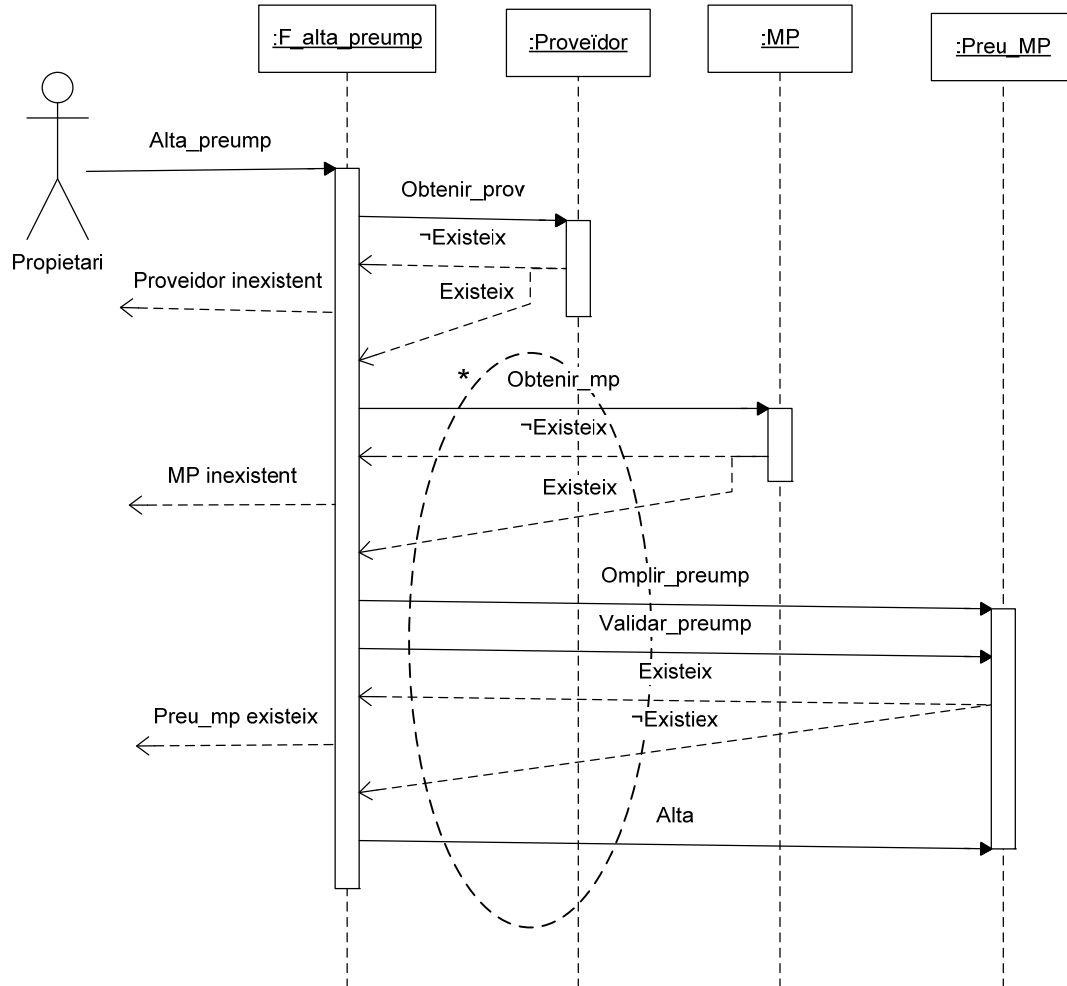 :F_alta_preump
:Proveïdor
:MP
:Preu_MP
Alta_preump
Obtenir_prov
¬Existeix
Propietari
Proveidor inexistent
Existeix
*
Obtenir_mp
¬Existeix
MP inexistent
Existeix
Omplir_preump
Validar_preump
Existeix
Preu_mp existeix
¬Existiex
Alta